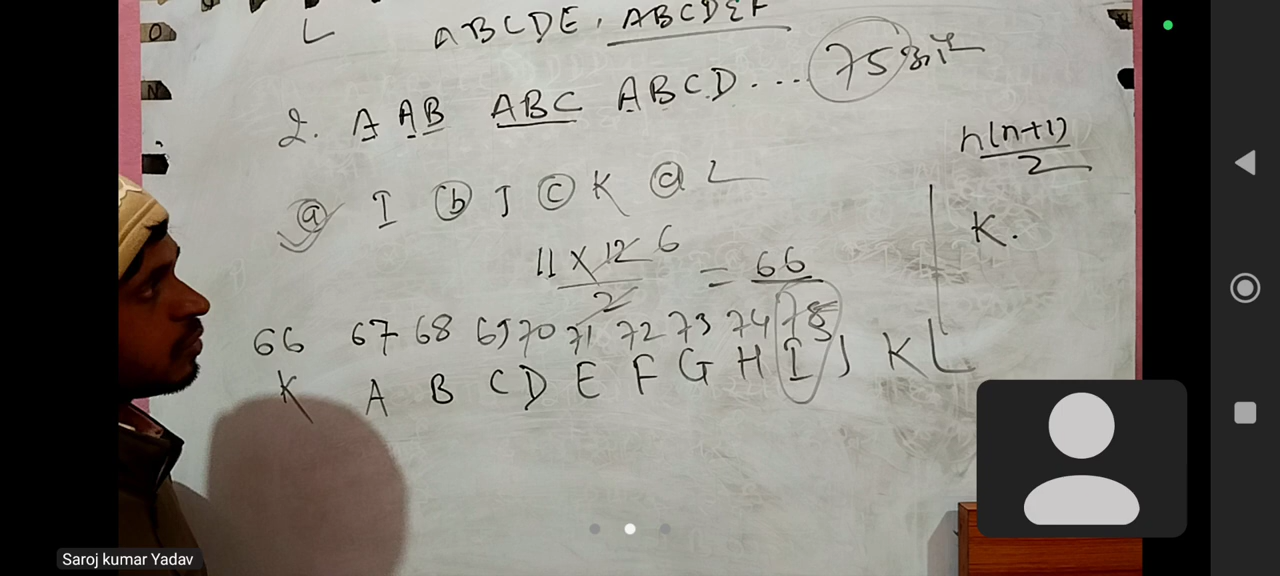 L ABCDE, ABCDEF
2. A AB ABC ABCD.... 75वां
n(n+1)
2
ⓐ I ⓑ J ⓒ K ⓓ L
K.
11 X 12 6
2
= 66
66 67 68 69 70 71 72 73 74 75
K A B C D E F G H I J K L
Saroj kumar Yadav